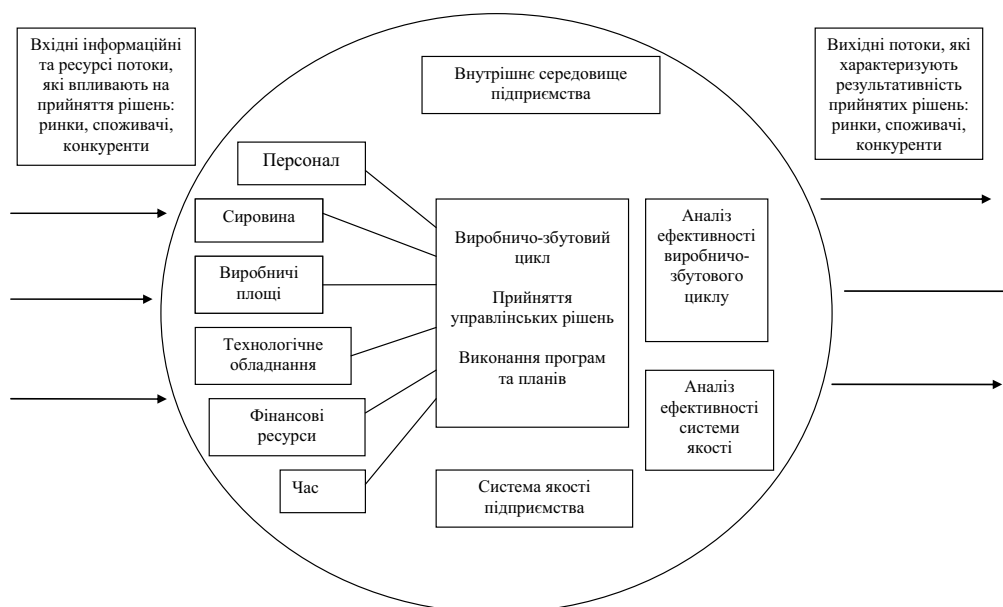 Вхідні інформаційні
та ресурсі потоки,
які впливають на
прийняття рішень:
ринки, споживачі,
конкуренти
Внутрішнє середовище
підприємства
Вихідні потоки, які
характеризують
результативність
прийнятих рішень:
ринки, споживачі,
конкуренти
Персонал
Сировина
Виробничі
площі
Технологічне
обладнання
Фінансові
ресурси
Час
Виробничо-збутовий
цикл
Прийняття
управлінських рішень
Виконання програм
та планів
Аналіз
ефективності
виробничо-
збутового
циклу
Аналіз
ефективності
системи
якості
Система якості
підприємства